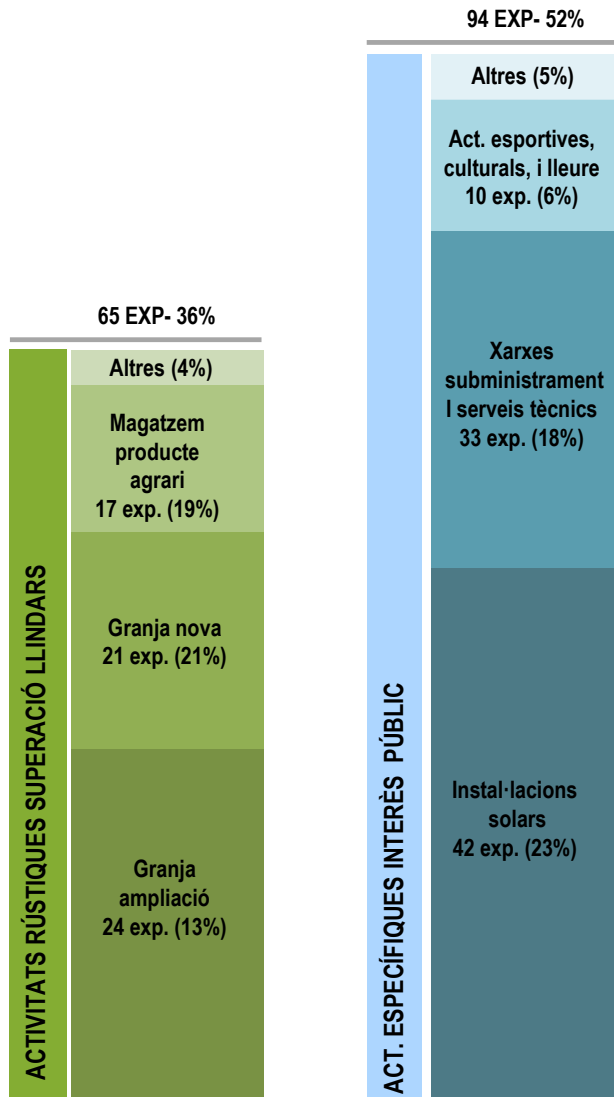 94 EXP- 52%
Altres (5%)
Act. esportives,
culturals, i lleure
10 exp. (6%)
Xarxes
subministrament
I serveis tècnics
33 exp. (18%)
Instal·lacions
solars
42 exp. (23%)
ACT. ESPECÍFIQUES INTERÈS PÚBLIC
65 EXP- 36%
Altres (4%)
Magatzem
producte
agrari
17 exp. (19%)
Granja nova
21 exp. (21%)
Granja
ampliació
24 exp. (13%)
ACTIVITATS RÚSTIQUES SUPERACIÓ LLINDARS